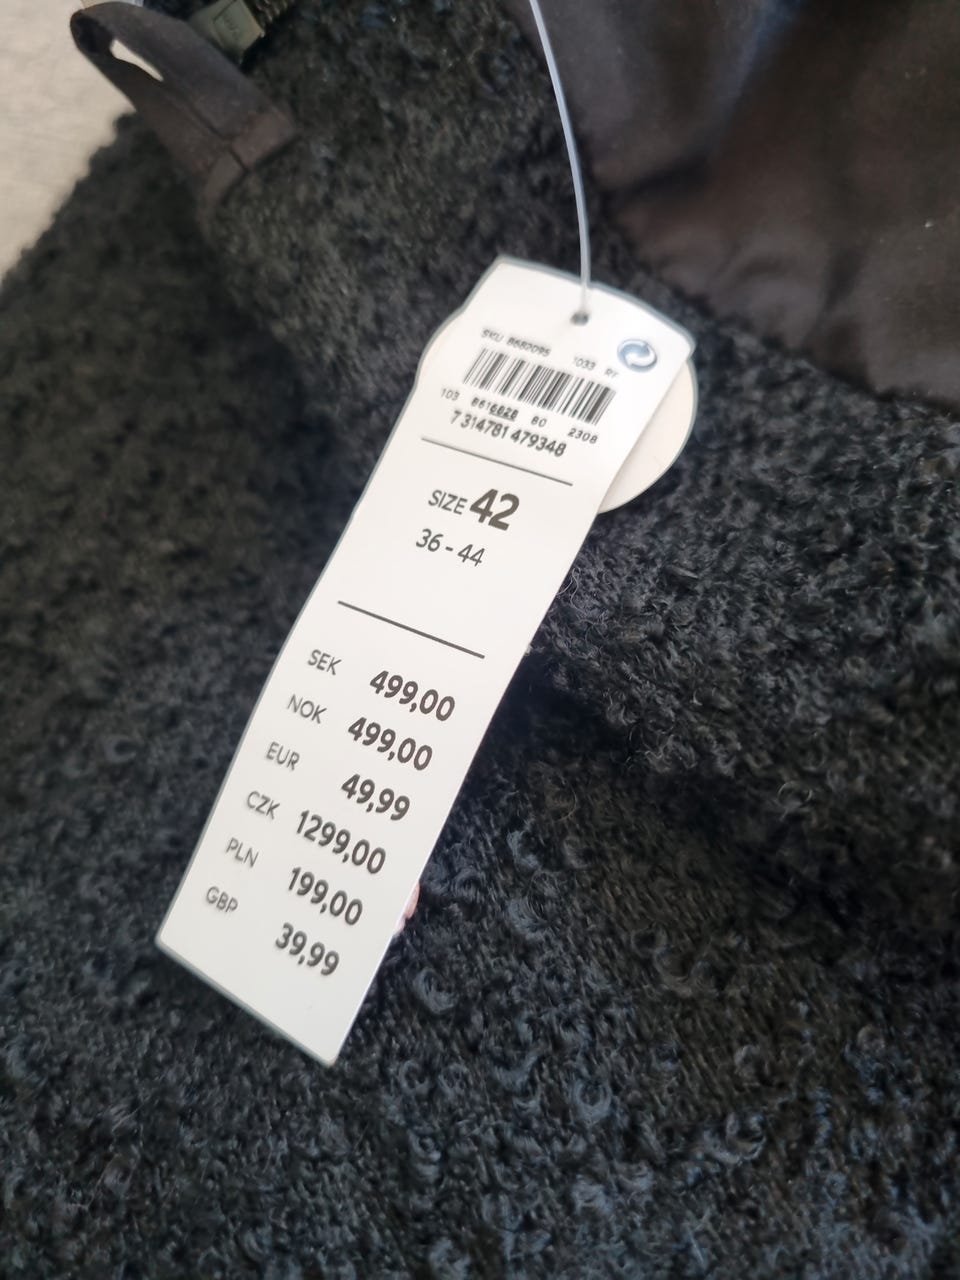 SKU 8682095 1033 RT
103 8616828 80 2308
7 314781 479348
SIZE 42
36 - 44
SEK 499,00
NOK 499,00
EUR 49,99
CZK 1299,00
PLN 199,00
GBP 39,99